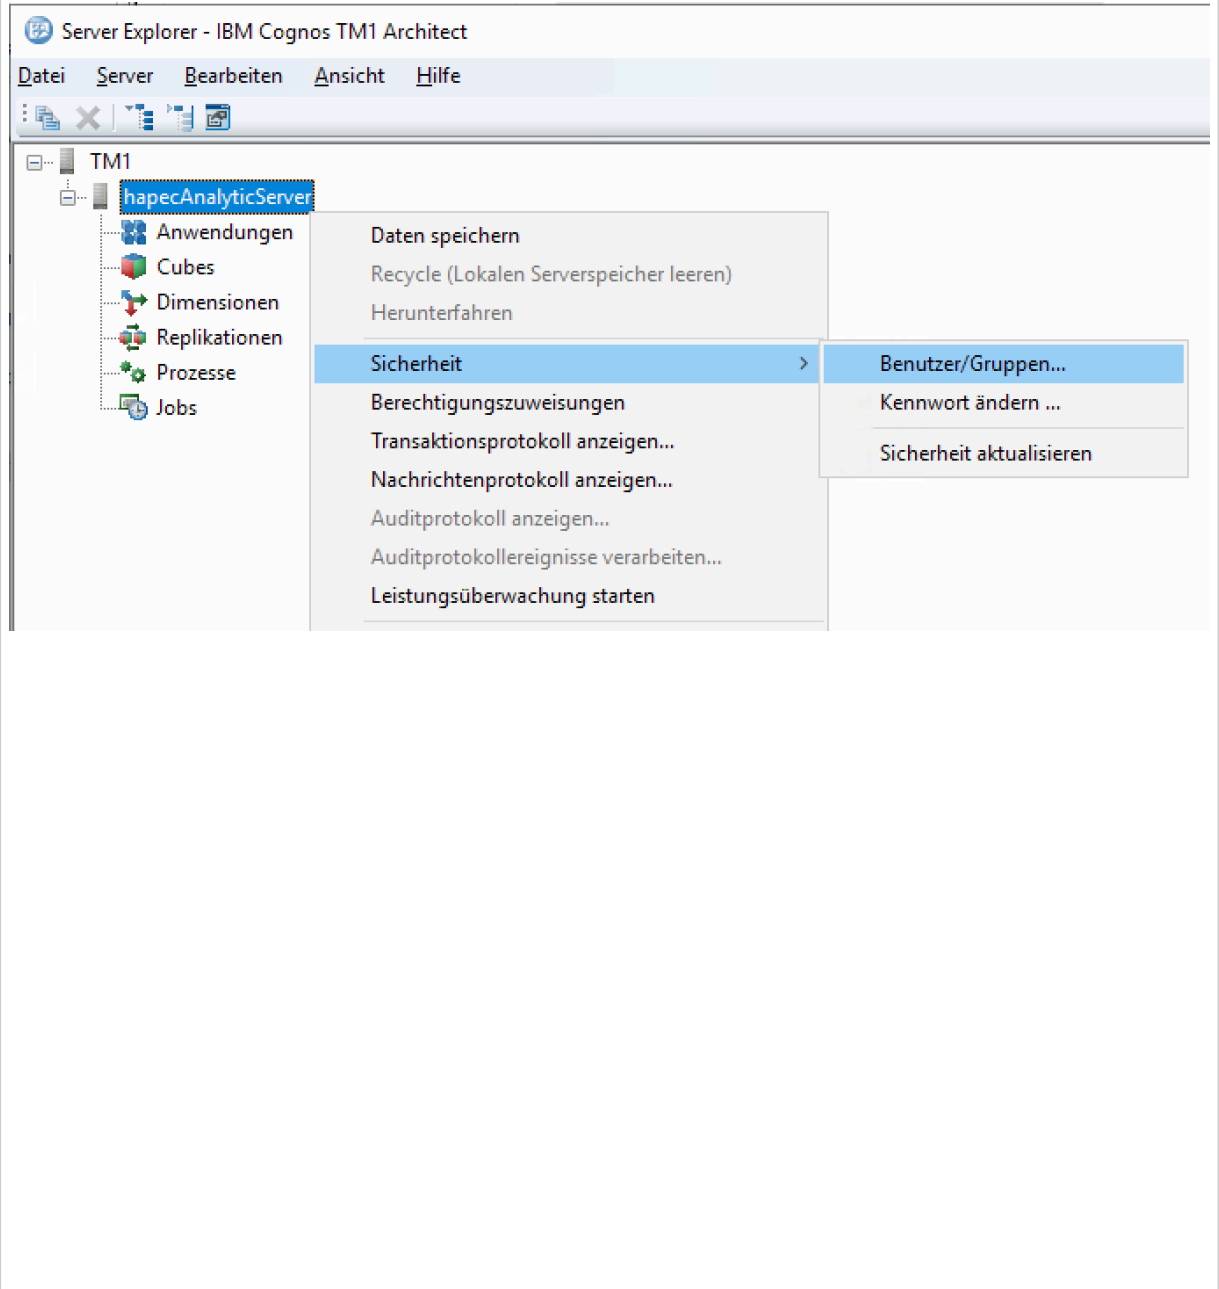 Server Explorer - IBM Cognos TM1 Architect
Datei Server Bearbeiten Ansicht Hilfe
TM1
hapecAnalyticServer
Anwendungen
Cubes
Dimensionen
Replikationen
Prozesse
Jobs
Daten speichern
Recycle (Lokalen Serverspeicher leeren)
Herunterfahren
Sicherheit
Berechtigungszuweisungen
Transaktionsprotokoll anzeigen...
Nachrichtenprotokoll anzeigen...
Auditprotokoll anzeigen...
Auditprotokollereignisse verarbeiten...
Leistungsüberwachung starten
Benutzer/Gruppen...
Kennwort ändern ...
Sicherheit aktualisieren